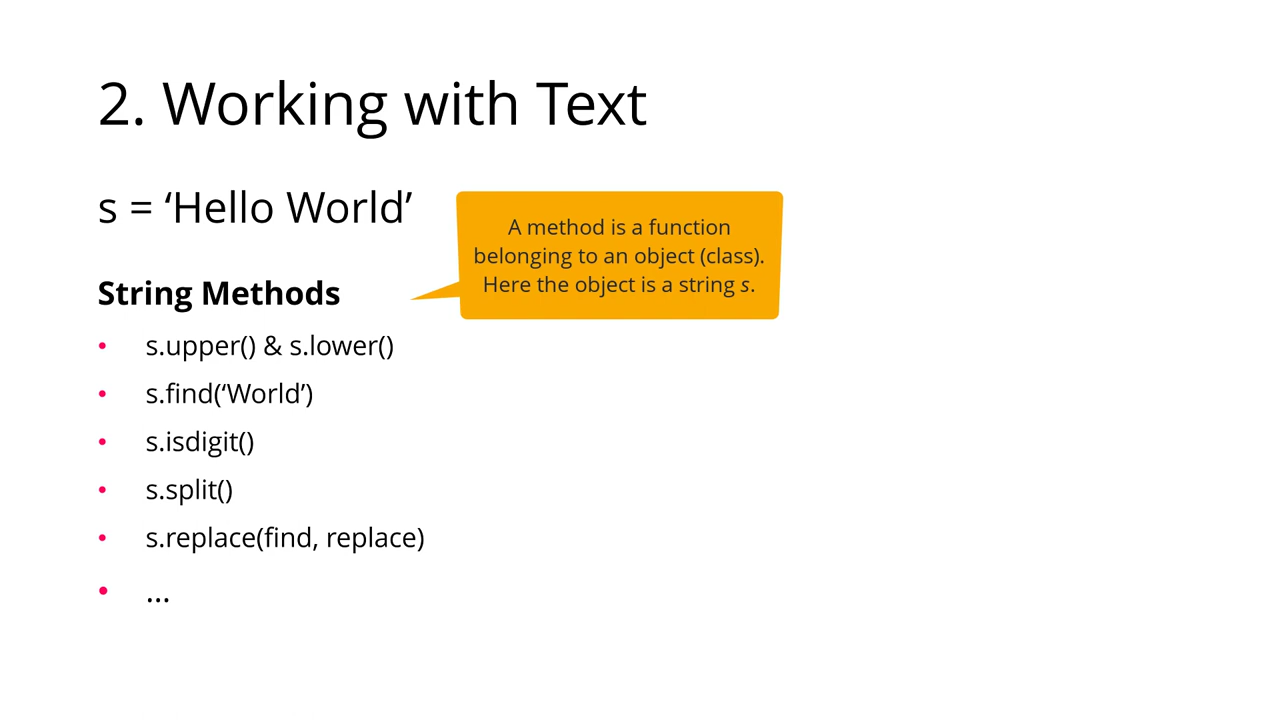 2. Working with Text
s = ‘Hello World’
A method is a function
belonging to an object (class).
Here the object is a string s.
String Methods
• s.upper() & s.lower()
• s.find(‘World’)
• s.isdigit()
• s.split()
• s.replace(find, replace)
• ...